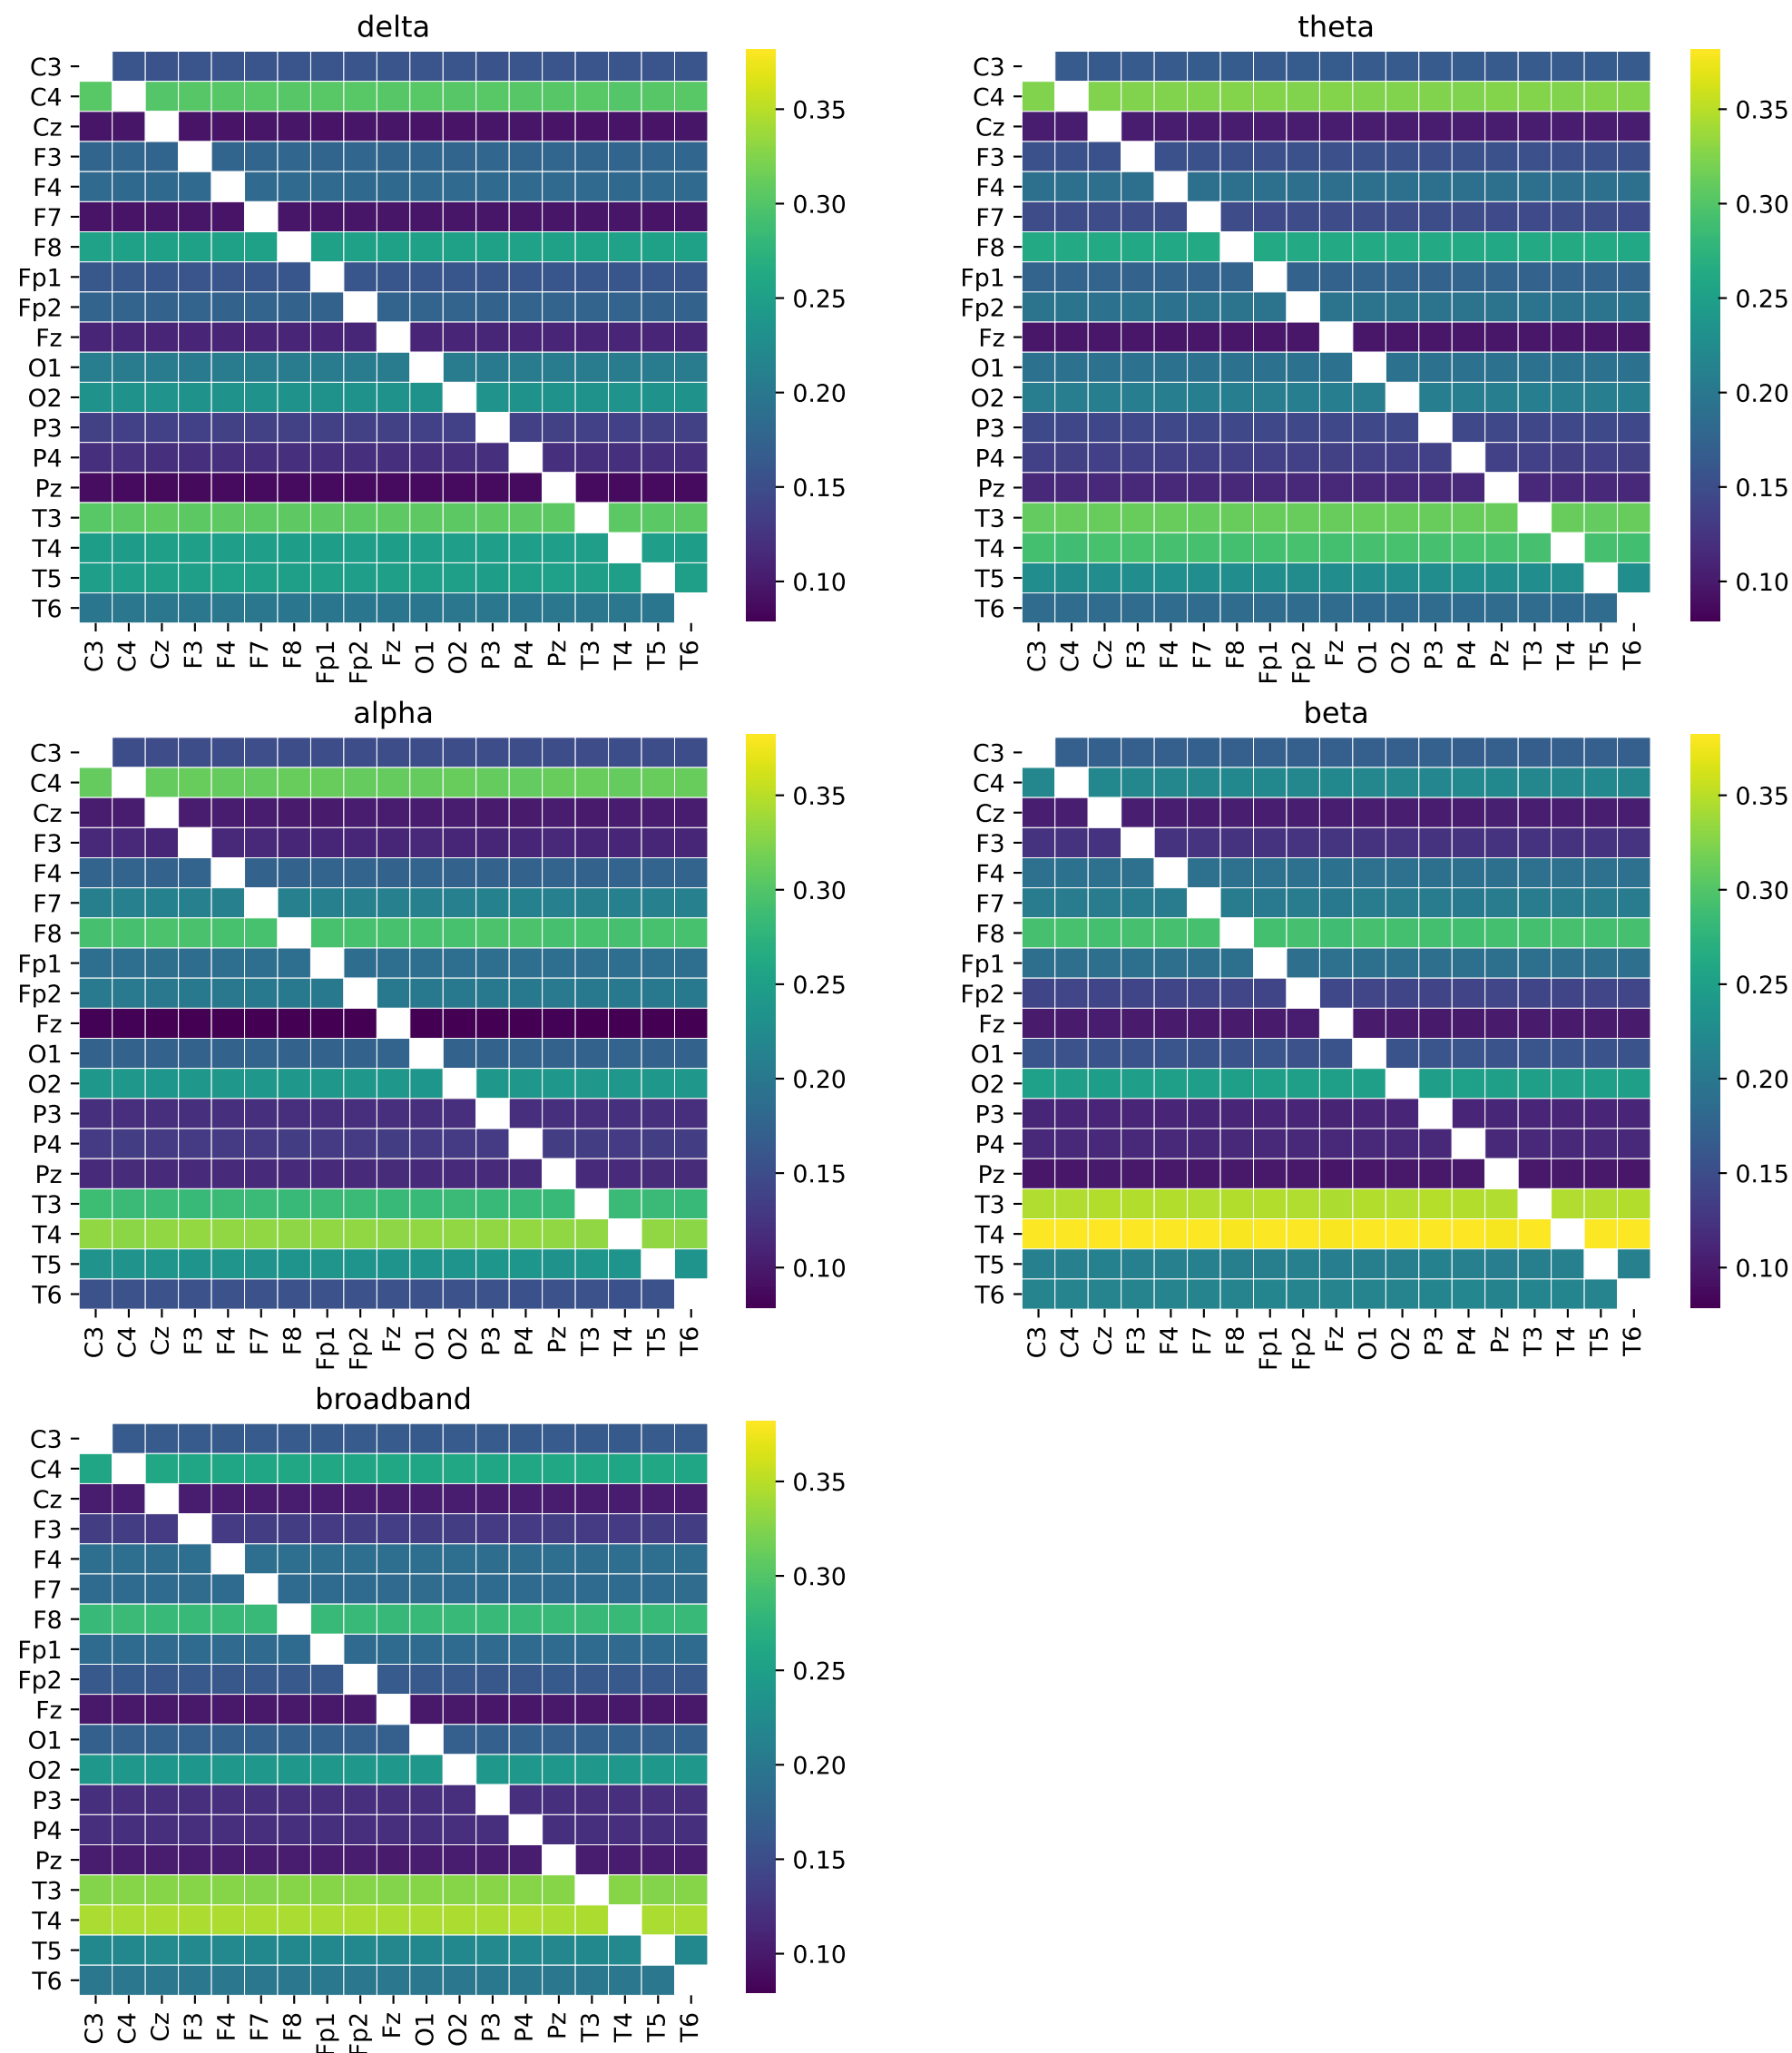 delta
C3
C4
Cz
F3
F4
F7
F8
Fp1
Fp2
Fz
O1
O2
P3
P4
Pz
T3
T4
T5
T6
C3 C4 Cz F3 F4 F7 F8 Fp1 Fp2 Fz O1 O2 P3 P4 Pz T3 T4 T5 T6
0.35
0.30
0.25
0.20
0.15
0.10
theta
C3
C4
Cz
F3
F4
F7
F8
Fp1
Fp2
Fz
O1
O2
P3
P4
Pz
T3
T4
T5
T6
C3 C4 Cz F3 F4 F7 F8 Fp1 Fp2 Fz O1 O2 P3 P4 Pz T3 T4 T5 T6
0.35
0.30
0.25
0.20
0.15
0.10
alpha
C3
C4
Cz
F3
F4
F7
F8
Fp1
Fp2
Fz
O1
O2
P3
P4
Pz
T3
T4
T5
T6
C3 C4 Cz F3 F4 F7 F8 Fp1 Fp2 Fz O1 O2 P3 P4 Pz T3 T4 T5 T6
0.35
0.30
0.25
0.20
0.15
0.10
beta
C3
C4
Cz
F3
F4
F7
F8
Fp1
Fp2
Fz
O1
O2
P3
P4
Pz
T3
T4
T5
T6
C3 C4 Cz F3 F4 F7 F8 Fp1 Fp2 Fz O1 O2 P3 P4 Pz T3 T4 T5 T6
0.35
0.30
0.25
0.20
0.15
0.10
broadband
C3
C4
Cz
F3
F4
F7
F8
Fp1
Fp2
Fz
O1
O2
P3
P4
Pz
T3
T4
T5
T6
C3 C4 Cz F3 F4 F7 F8 Fp1 Fp2 Fz O1 O2 P3 P4 Pz T3 T4 T5 T6
0.35
0.30
0.25
0.20
0.15
0.10